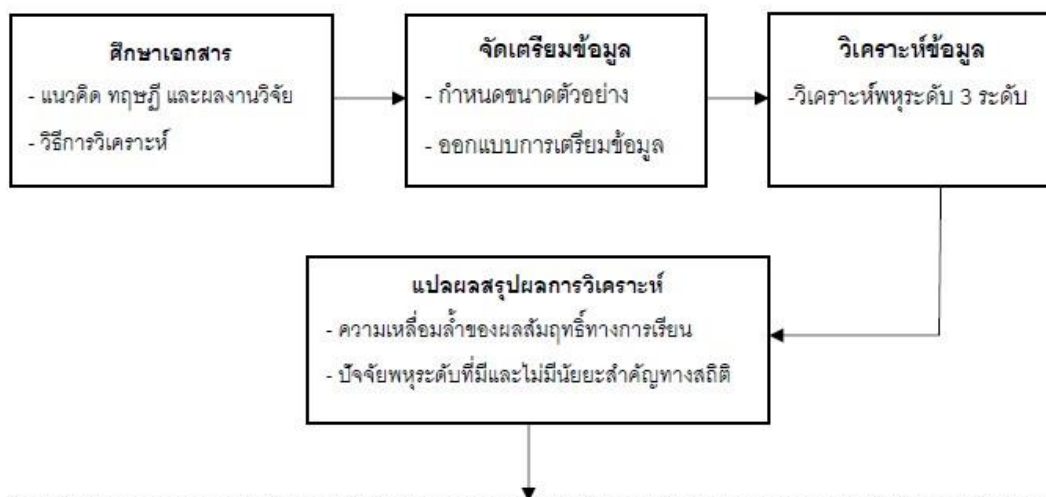 ศึกษาเอกสาร
- แนวคิด ทฤษฎี และผลงานวิจัย
- วิธีการวิเคราะห์
จัดเตรียมข้อมูล
- กำหนดขนาดตัวอย่าง
- ออกแบบการเตรียมข้อมูล
วิเคราะห์ข้อมูล
-วิเคราะห์พหุระดับ 3 ระดับ
แปลผลสรุปผลการวิเคราะห์
- ความเหลื่อมล้ำของผลสัมฤทธิ์ทางการเรียน
- ปัจจัยพหุระดับที่มีและไม่มีนัยยะสำคัญทางสถิติ